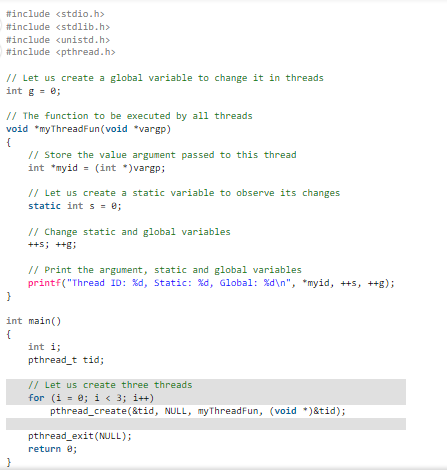 #include <stdio.h>
#include <stdlib.h>
#include <unistd.h>
#include <pthread.h>

// Let us create a global variable to change it in threads
int g = 0;

// The function to be executed by all threads
void *myThreadFun(void *vargp)
{
    // Store the value argument passed to this thread
    int *myid = (int *)vargp;

    // Let us create a static variable to observe its changes
    static int s = 0;

    // Change static and global variables
    ++s; ++g;

    // Print the argument, static and global variables
    printf("Thread ID: %d, Static: %d, Global: %d\n", *myid, ++s, ++g);
}

int main()
{
    int i;
    pthread_t tid;

    // Let us create three threads
    for (i = 0; i < 3; i++)
        pthread_create(&tid, NULL, myThreadFun, (void *)&tid);

    pthread_exit(NULL);
    return 0;
}